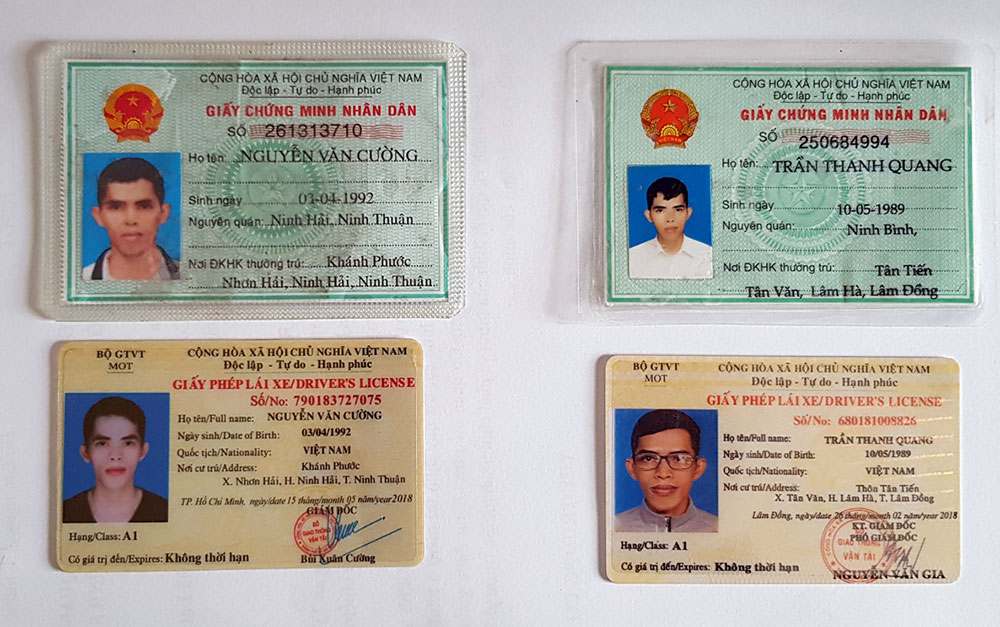 CỘNG HÒA XÃ HỘI CHỦ NGHĨA VIỆT NAM
Độc lập - Tự do - Hạnh phúc
GIẤY CHỨNG MINH NHÂN DÂN
SỐ 261313710
Họ tên: NGUYỄN VĂN CƯỜNG
Sinh ngày 03-04-1992
Nguyên quán: Ninh Hải, Ninh Thuận
Nơi ĐKHK thường trú: Khánh Phước
Nhơn Hải, Ninh Hải, Ninh Thuận
CỘNG HÒA XÃ HỘI CHỦ NGHĨA VIỆT NAM
Độc lập - Tự do - Hạnh phúc
GIẤY CHỨNG MINH NHÂN DÂN
SỐ 250684994
Họ tên: TRẦN THANH QUANG
Sinh ngày 10-05-1989
Nguyên quán: Ninh Bình,
Nơi ĐKHK thường trú: Tân Tiến
Tân Văn, Lâm Hà, Lâm Đồng
BỘ GTVT
MOT
CỘNG HÒA XÃ HỘI CHỦ NGHĨA VIỆT NAM
Độc lập - Tự do - Hạnh phúc
GIẤY PHÉP LÁI XE/DRIVER'S LICENSE
Số/No: 790183727075
Họ tên/Full name: NGUYỄN VĂN CƯỜNG
Ngày sinh/Date of Birth: 03/04/1992
Quốc tịch/Nationality: VIỆT NAM
Nơi cư trú/Address: Khánh Phước
X. Nhơn Hải, H. Ninh Hải, T. Ninh Thuận
TP. Hồ Chí Minh, ngày/date 15 tháng/month 05 năm/year 2018
GIÁM ĐỐC
BỘ
GIAO THÔNG
VẬN TẢI
Hạng/Class: A1
Có giá trị đến/Expires: Không thời hạn
Bùi Xuân Cường
BỘ GTVT
MOT
CỘNG HÒA XÃ HỘI CHỦ NGHĨA VIỆT NAM
Độc lập - Tự do - Hạnh phúc
GIẤY PHÉP LÁI XE/DRIVER'S LICENSE
Số/No: 680181008826
Họ tên/Full name: TRẦN THANH QUANG
Ngày sinh/Date of Birth: 10/05/1989
Quốc tịch/Nationality: VIỆT NAM
Nơi cư trú/Address: Thôn Tân Tiến
X. Tân Văn, H. Lâm Hà, T. Lâm Đồng
Lâm Đồng, ngày/date 26 tháng/month 02 năm/year 2018
KT. GIÁM ĐỐC
PHÓ GIÁM ĐỐC
GIAO THÔNG
VẬN TẢI
Hạng/Class: A1
Có giá trị đến/Expires: Không thời hạn
NGUYỄN VĂN GIA